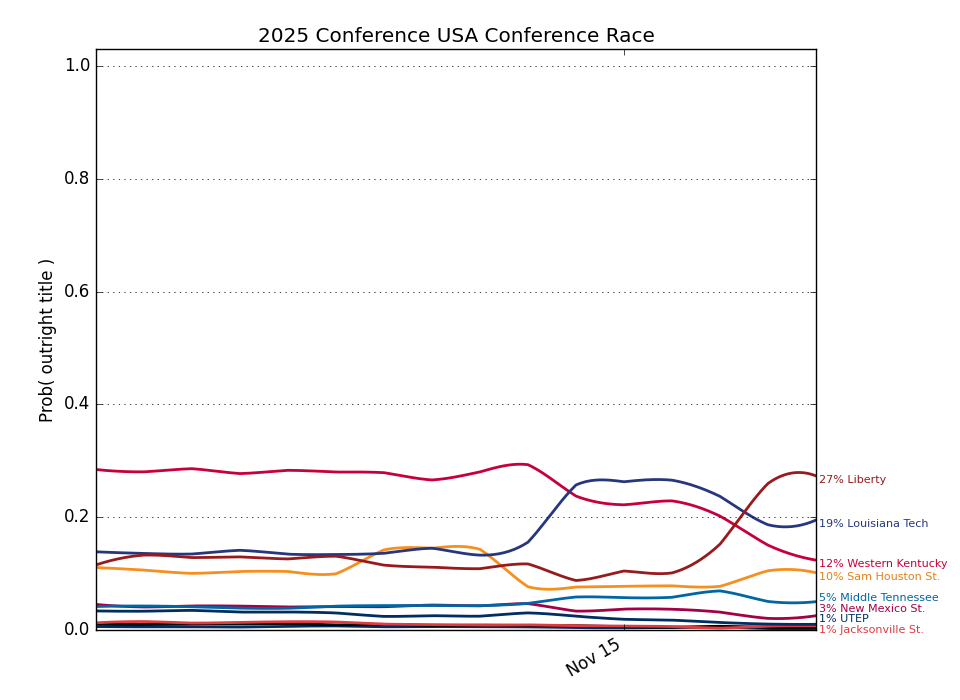 2025 Conference USA Conference Race
Prob( outright title )
1.0
0.8
0.6
0.4
0.2
0.0
Nov 15
27% Liberty
19% Louisiana Tech
12% Western Kentucky
10% Sam Houston St.
5% Middle Tennessee
3% New Mexico St.
1% UTEP
1% Jacksonville St.